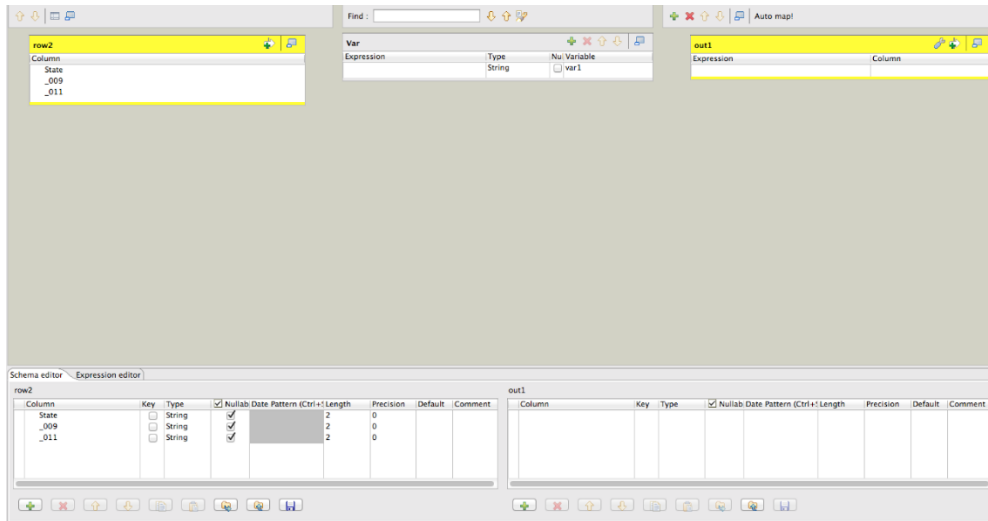 Find :
Auto map!
row2
Column
State
_009
_011
Var
Expression Type Nu Variable
String var1
out1
Expression Column
Schema editor Expression editor
row2
Column Key Type Nullab Date Pattern (Ctrl+ Length Precision Default Comment
State String 2 0
_009 String 2 0
_011 String 2 0
out1
Column Key Type Nullab Date Pattern (Ctrl+ Length Precision Default Comment